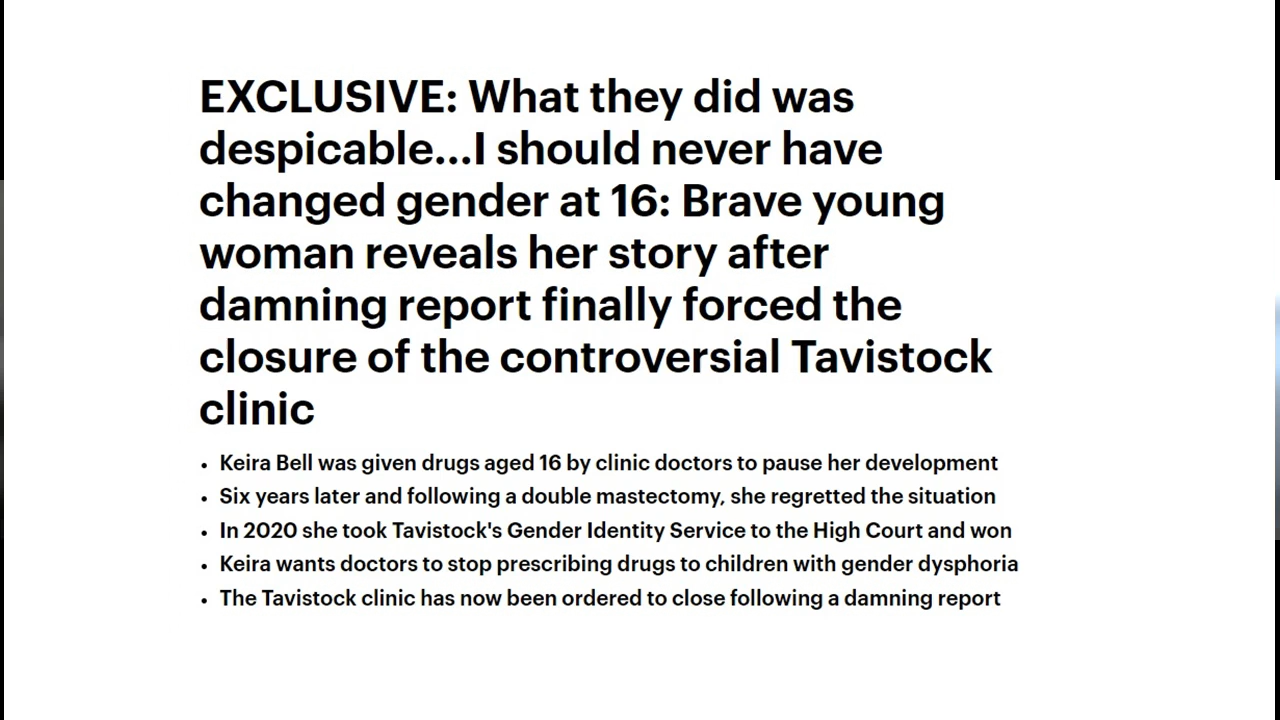 EXCLUSIVE: What they did was
despicable...I should never have
changed gender at 16: Brave young
woman reveals her story after
damning report finally forced the
closure of the controversial Tavistock
clinic
• Keira Bell was given drugs aged 16 by clinic doctors to pause her development
• Six years later and following a double mastectomy, she regretted the situation
• In 2020 she took Tavistock's Gender Identity Service to the High Court and won
• Keira wants doctors to stop prescribing drugs to children with gender dysphoria
• The Tavistock clinic has now been ordered to close following a damning report